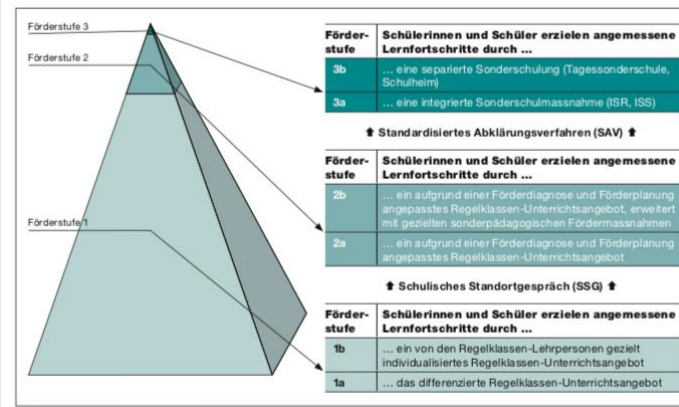 Förderstufe 3
Förderstufe 2
Förderstufe 1
Förder-
stufe
Schülerinnen und Schüler erzielen angemessene
Lernfortschritte durch ...
3b
... eine separierte Sonderschulung (Tagessonderschule,
Schulheim)
3a
... eine integrierte Sonderschulmassnahme (ISR, ISS)
⬆ Standardisiertes Abklärungsverfahren (SAV) ⬆
Förder-
stufe
Schülerinnen und Schüler erzielen angemessene
Lernfortschritte durch ...
2b
... ein aufgrund einer Förderdiagnose und Förderplanung
angepasstes Regelklassen-Unterrichtsangebot, erweitert
mit gezielten sonderpädagogischen Fördermassnahmen
2a
... ein aufgrund einer Förderdiagnose und Förderplanung
angepasstes Regelklassen-Unterrichtsangebot
⬆ Schulisches Standortgespräch (SSG) ⬆
Förder-
stufe
Schülerinnen und Schüler erzielen angemessene
Lernfortschritte durch ...
1b
... ein von den Regelklassen-Lehrpersonen gezielt
individualisiertes Regelklassen-Unterrichtsangebot
1a
... das differenzierte Regelklassen-Unterrichtsangebot